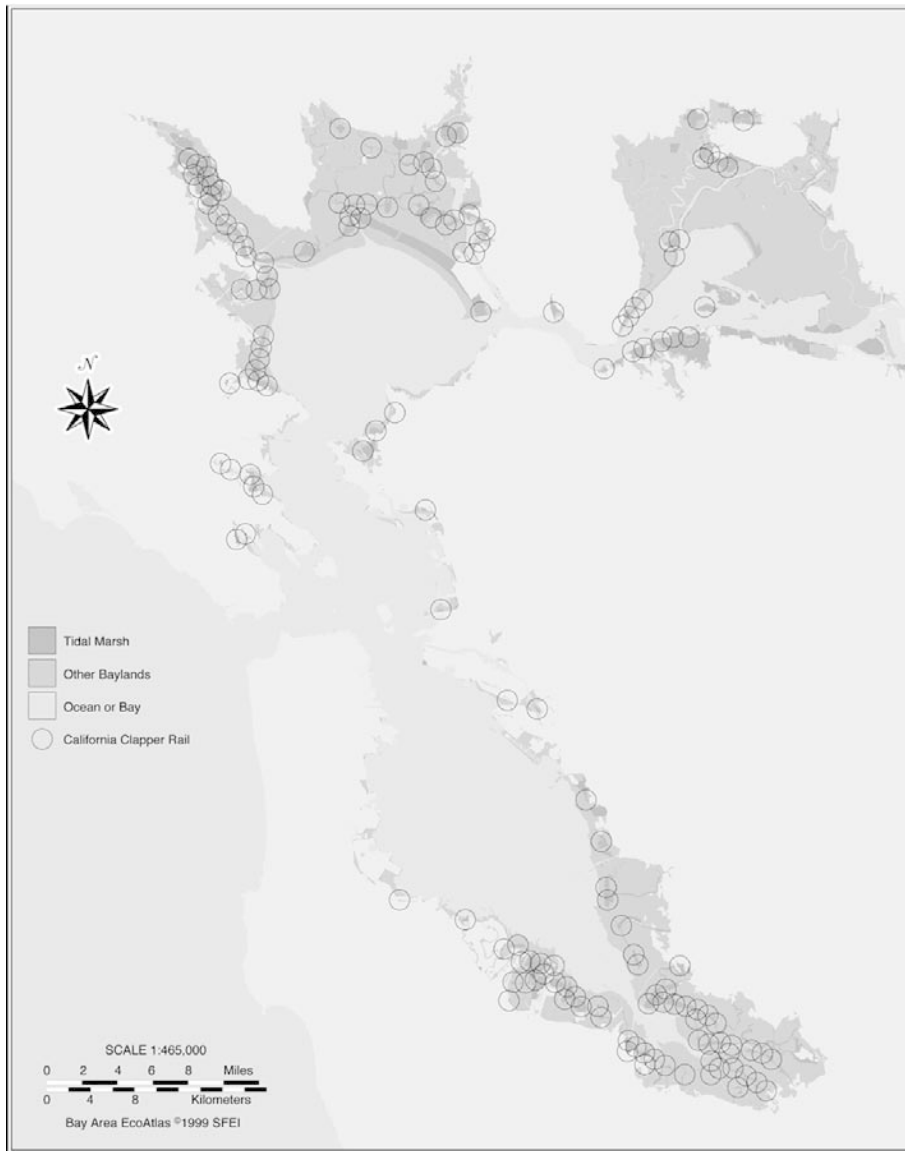 N
Tidal Marsh
Other Baylands
Ocean or Bay
California Clapper Rail
SCALE 1:465,000
0 2 4 6 8 Miles
0 4 8 Kilometers
Bay Area EcoAtlas ©1999 SFEI